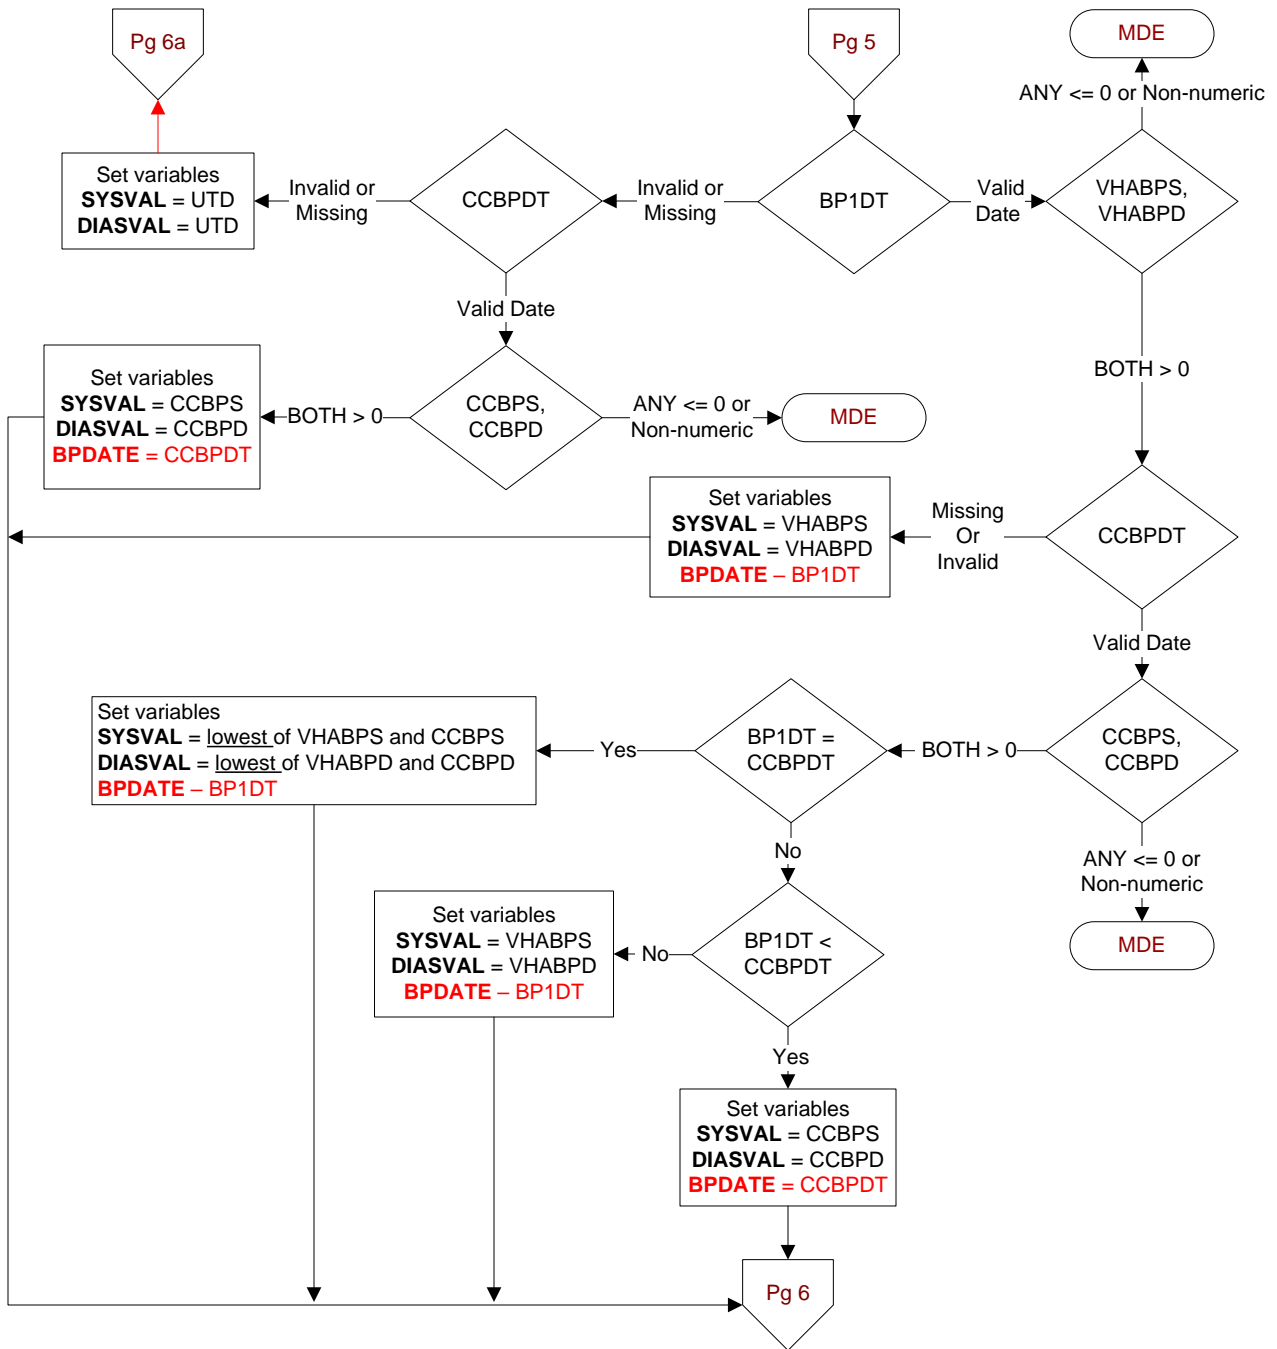 Pg 6a
Pg 5
MDE
ANY <= 0 or Non-numeric
Set variables
SYSVAL = UTD
DIASVAL = UTD
Invalid or
Missing
CCBPDT
Invalid or
Missing
BP1DT
Valid
Date
VHABPS,
VHABPD
Valid Date
BOTH > 0
Set variables
SYSVAL = CCBPS
DIASVAL = CCBPD
BPDATE = CCBPDT
BOTH > 0
CCBPS,
CCBPD
ANY <= 0 or
Non-numeric
MDE
Set variables
SYSVAL = VHABPS
DIASVAL = VHABPD
BPDATE – BP1DT
Missing
Or
Invalid
CCBPDT
Valid Date
Set variables
SYSVAL = lowest of VHABPS and CCBPS
DIASVAL = lowest of VHABPD and CCBPD
BPDATE – BP1DT
Yes
BP1DT =
CCBPDT
BOTH > 0
CCBPS,
CCBPD
No
ANY <= 0 or
Non-numeric
MDE
Set variables
SYSVAL = VHABPS
DIASVAL = VHABPD
BPDATE – BP1DT
No
BP1DT <
CCBPDT
Yes
Set variables
SYSVAL = CCBPS
DIASVAL = CCBPD
BPDATE = CCBPDT
Pg 6